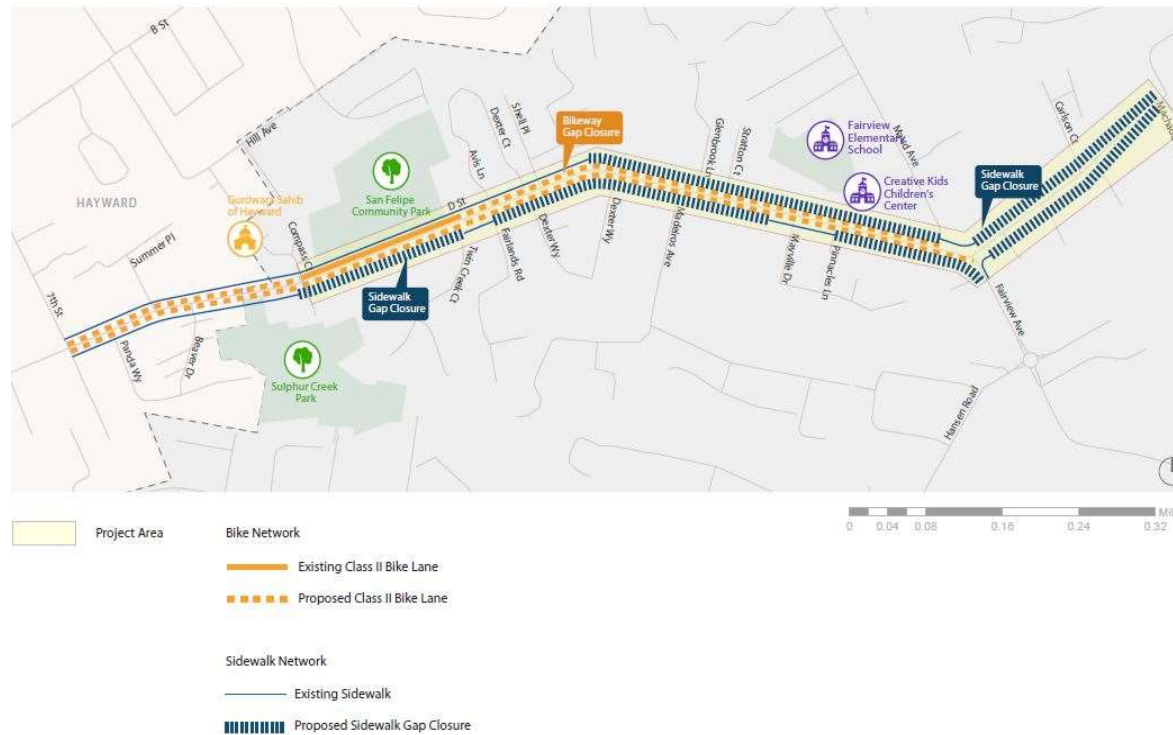 B St
Hill Ave
HAYWARD
Gurdwara Sahib
of Hayward
San Felipe
Community Park
Avis Ln
Dexter Ct
Shell Pl
Bikeway
Gap Closure
D St
Glenbrook Ln
Stratton Ct
Fairview
Elementary
School
Maud Ave
Creative Kids
Children's
Center
Sidewalk
Gap Closure
Carlson Ct
Summer Pl
7th St
Panda Wy
Beaver Dr
Sulphur Creek
Park
Sidewalk
Gap Closure
Twin Creek Ct
Fairlands Rd
Dexter Wy
Dexter Wy
Madeiros Ave
Mayville Dr
Pinnacles Ln
Fairview Ave
Hansen Road
0 0.04 0.08 0.16 0.24 0.32
Project Area
Bike Network
Existing Class II Bike Lane
Proposed Class II Bike Lane
Sidewalk Network
Existing Sidewalk
Proposed Sidewalk Gap Closure